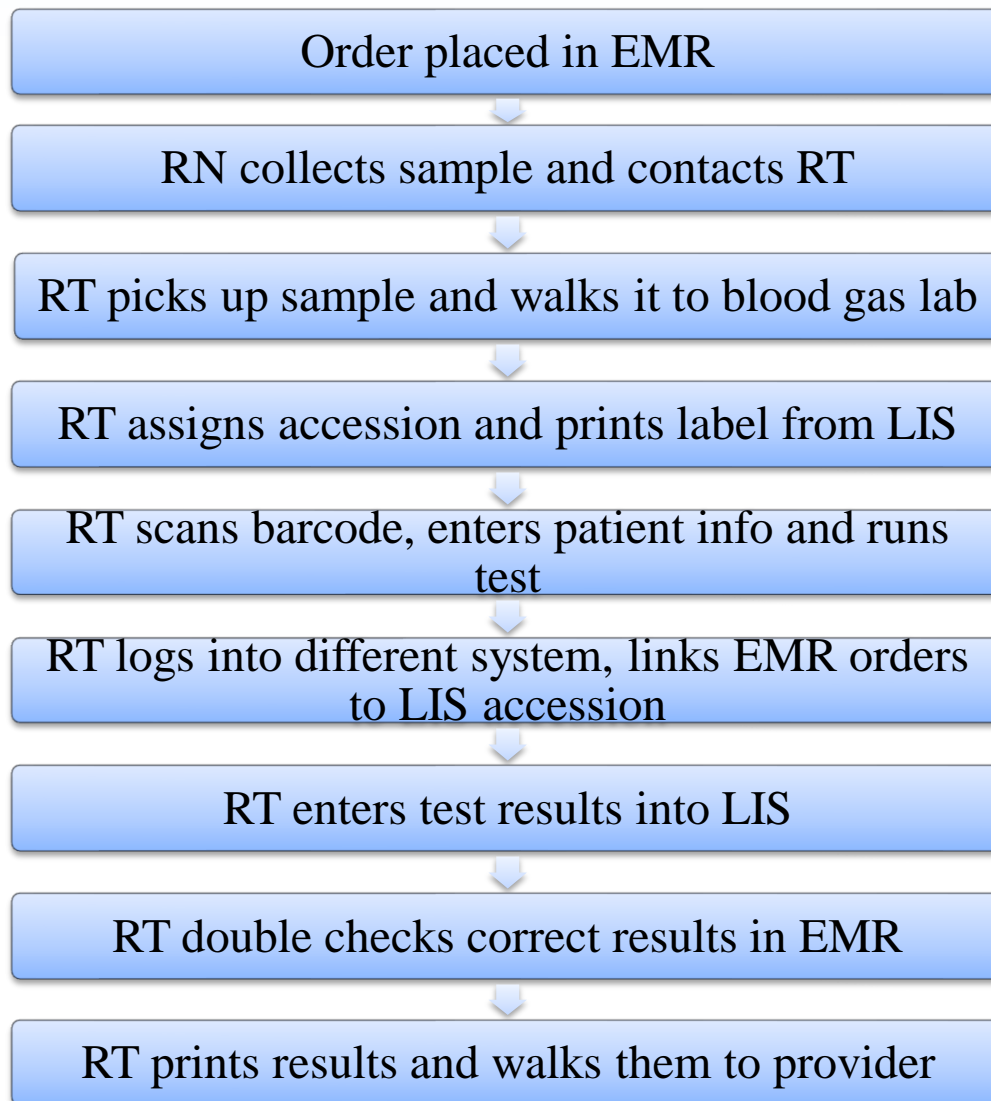 Order placed in EMR
RN collects sample and contacts RT
RT picks up sample and walks it to blood gas lab
RT assigns accession and prints label from LIS
RT scans barcode, enters patient info and runs
test
RT logs into different system, links EMR orders
to LIS accession
RT enters test results into LIS
RT double checks correct results in EMR
RT prints results and walks them to provider